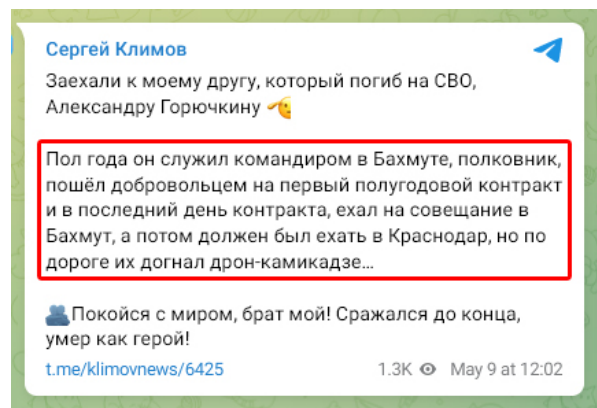 Сергей Климов
Заехали к моему другу, который погиб на СВО,
Александру Горючкину 🫡
Пол года он служил командиром в Бахмуте, полковник,
пошёл добровольцем на первый полугодовой контракт
и в последний день контракта, ехал на совещание в
Бахмут, а потом должен был ехать в Краснодар, но по
дороге их догнал дрон-камикадзе...
🫂Покойся с миром, брат мой! Сражался до конца,
умер как герой!
t.me/klimovnews/6425 1.3K May 9 at 12:02